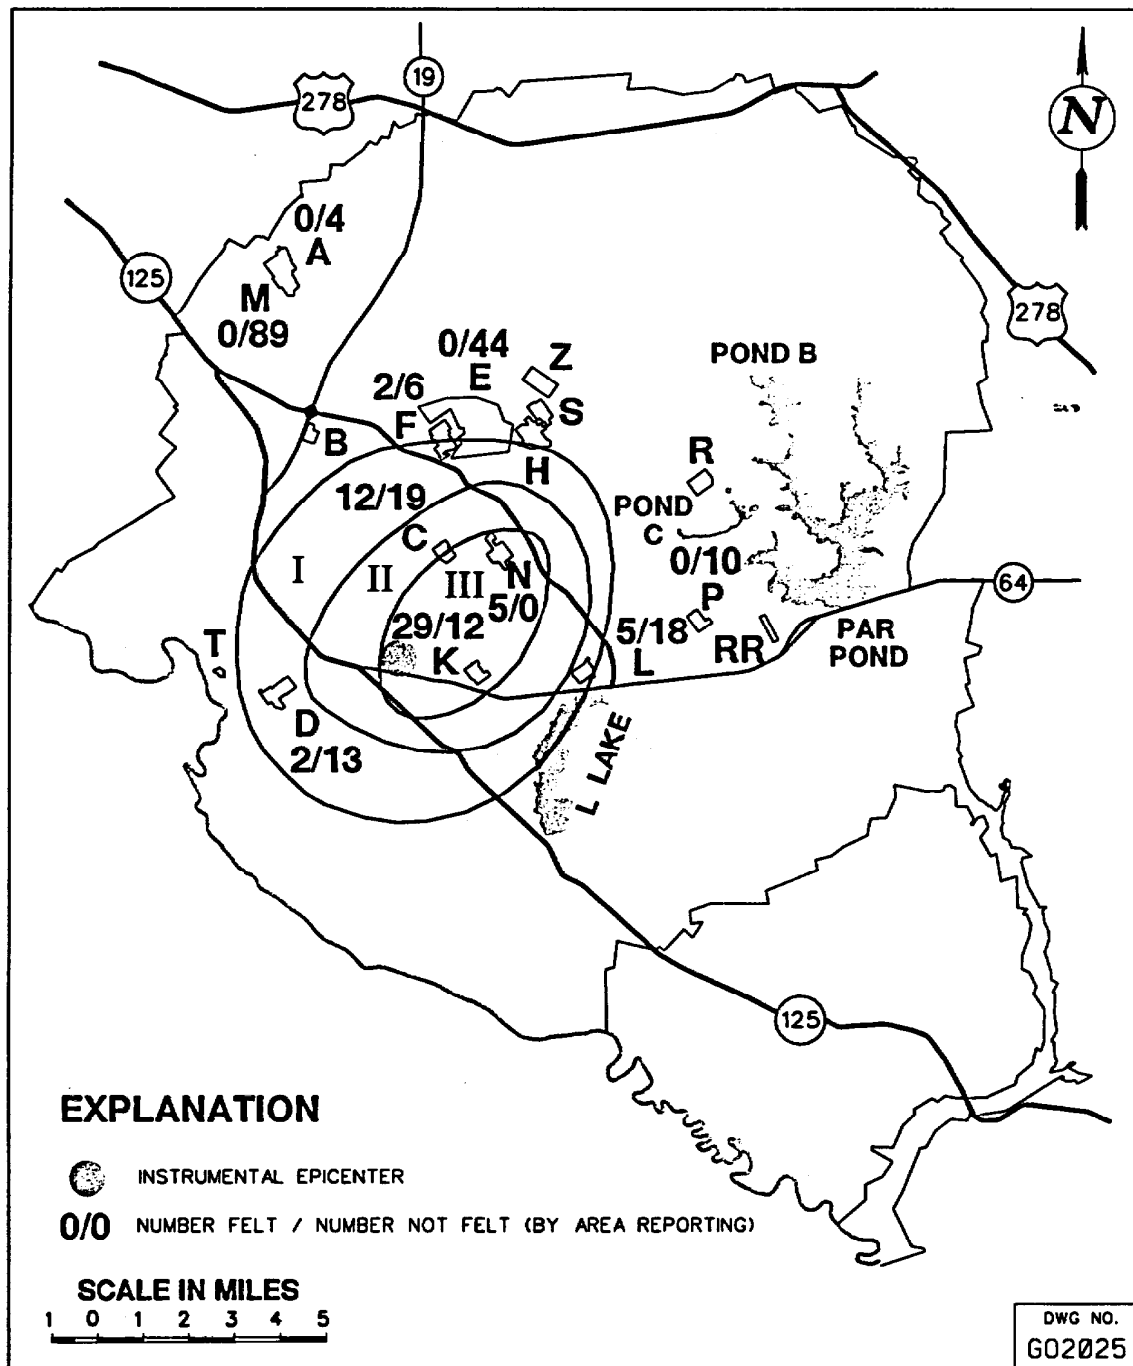 19
278
N
0/4
A
125
M
0/89
278
0/44
E
Z
POND B
2/6
F
S
B
H
R
12/19
POND
C
C
0/10
I
II
III
N
5/0
64
P
29/12
5/18
T
K
L
RR
PAR
POND
D
2/13
L LAKE
125
EXPLANATION
INSTRUMENTAL EPICENTER
0/0 NUMBER FELT / NUMBER NOT FELT (BY AREA REPORTING)
SCALE IN MILES
1 0 1 2 3 4 5
DWG NO.
GO2025